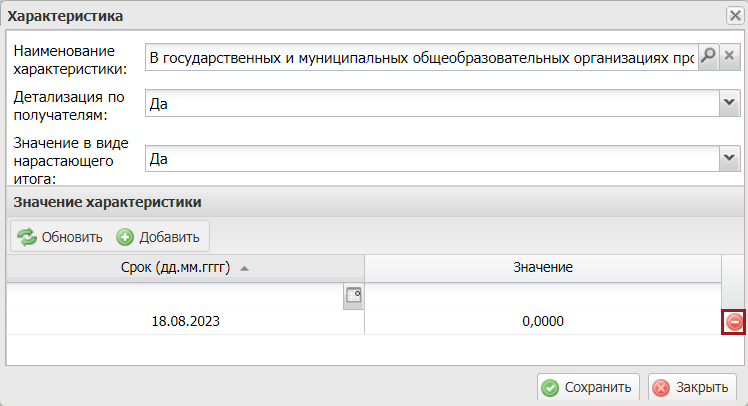 Характеристика
Наименование
характеристики:
В государственных и муниципальных общеобразовательных организациях
Детализация по
получателям:
Да
Значение в виде
нарастающего
итога:
Да
Значение характеристики
Обновить Добавить
Срок (дд.мм.гггг) Значение
18.08.2023 0,0000
Сохранить Закрыть